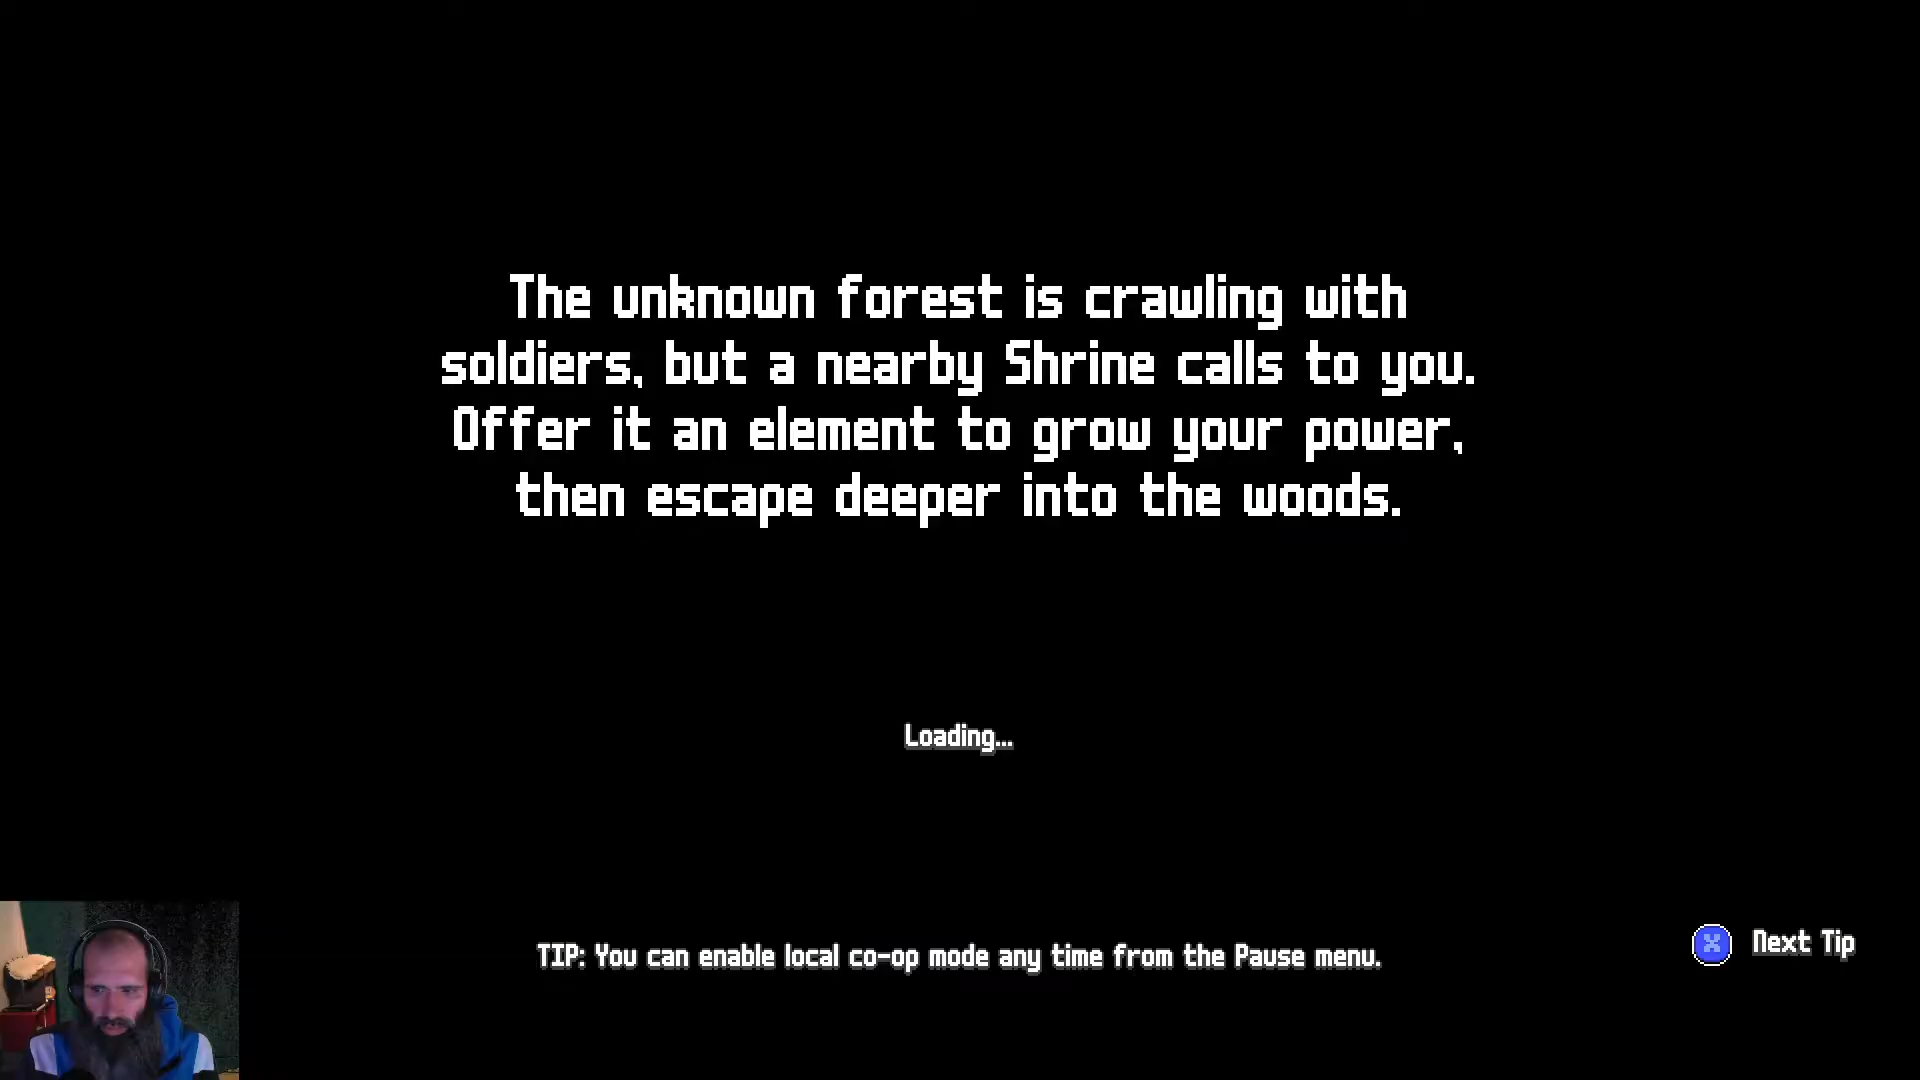 The unknown forest is crawling with
soldiers, but a nearby Shrine calls to you.
Offer it an element to grow your power,
then escape deeper into the woods.
Loading...
TIP: You can enable local co-op mode any time from the Pause menu.
X Next Tip